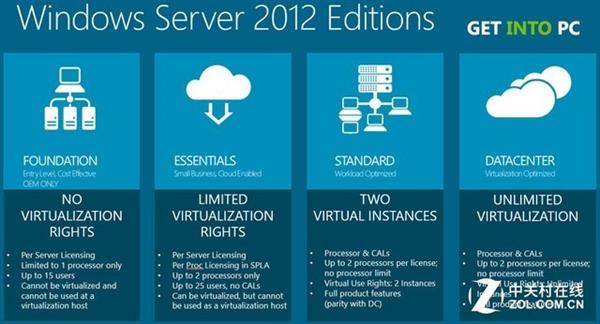 Windows Server 2012 Editions
GET INTO PC
FOUNDATION
Entry Level, Cost Effective
OEM ONLY
NO
VIRTUALIZATION
RIGHTS
• Per Server Licensing
• Limited to 1 processor only
• Up to 15 users
• Cannot be virtualized and
cannot be used at a
virtualization host
ESSENTIALS
Small Business, Cloud Enabled
LIMITED
VIRTUALIZATION
RIGHTS
• Per Server Licensing
• Per Proc Licensing in SPLA
• Up to 2 processors only
• Up to 25 users, no CALs
• Can be virtualized, but cannot
be used as a virtualization host
STANDARD
Workload Optimized
TWO
VIRTUAL INSTANCES
• Processor & CALs
• Up to 2 processors per license;
no processor limit
• Virtual Use Rights: 2 Instances
• Full product features
(parity with DC)
DATACENTER
Virtualization Optimized
UNLIMITED
VIRTUALIZATION
• Processor & CALs
• Up to 2 processors per license;
no processor limit
• Virtual Use Rights Unlimited
Instances
• Full product
中关村在线
ZOL.COM.CN